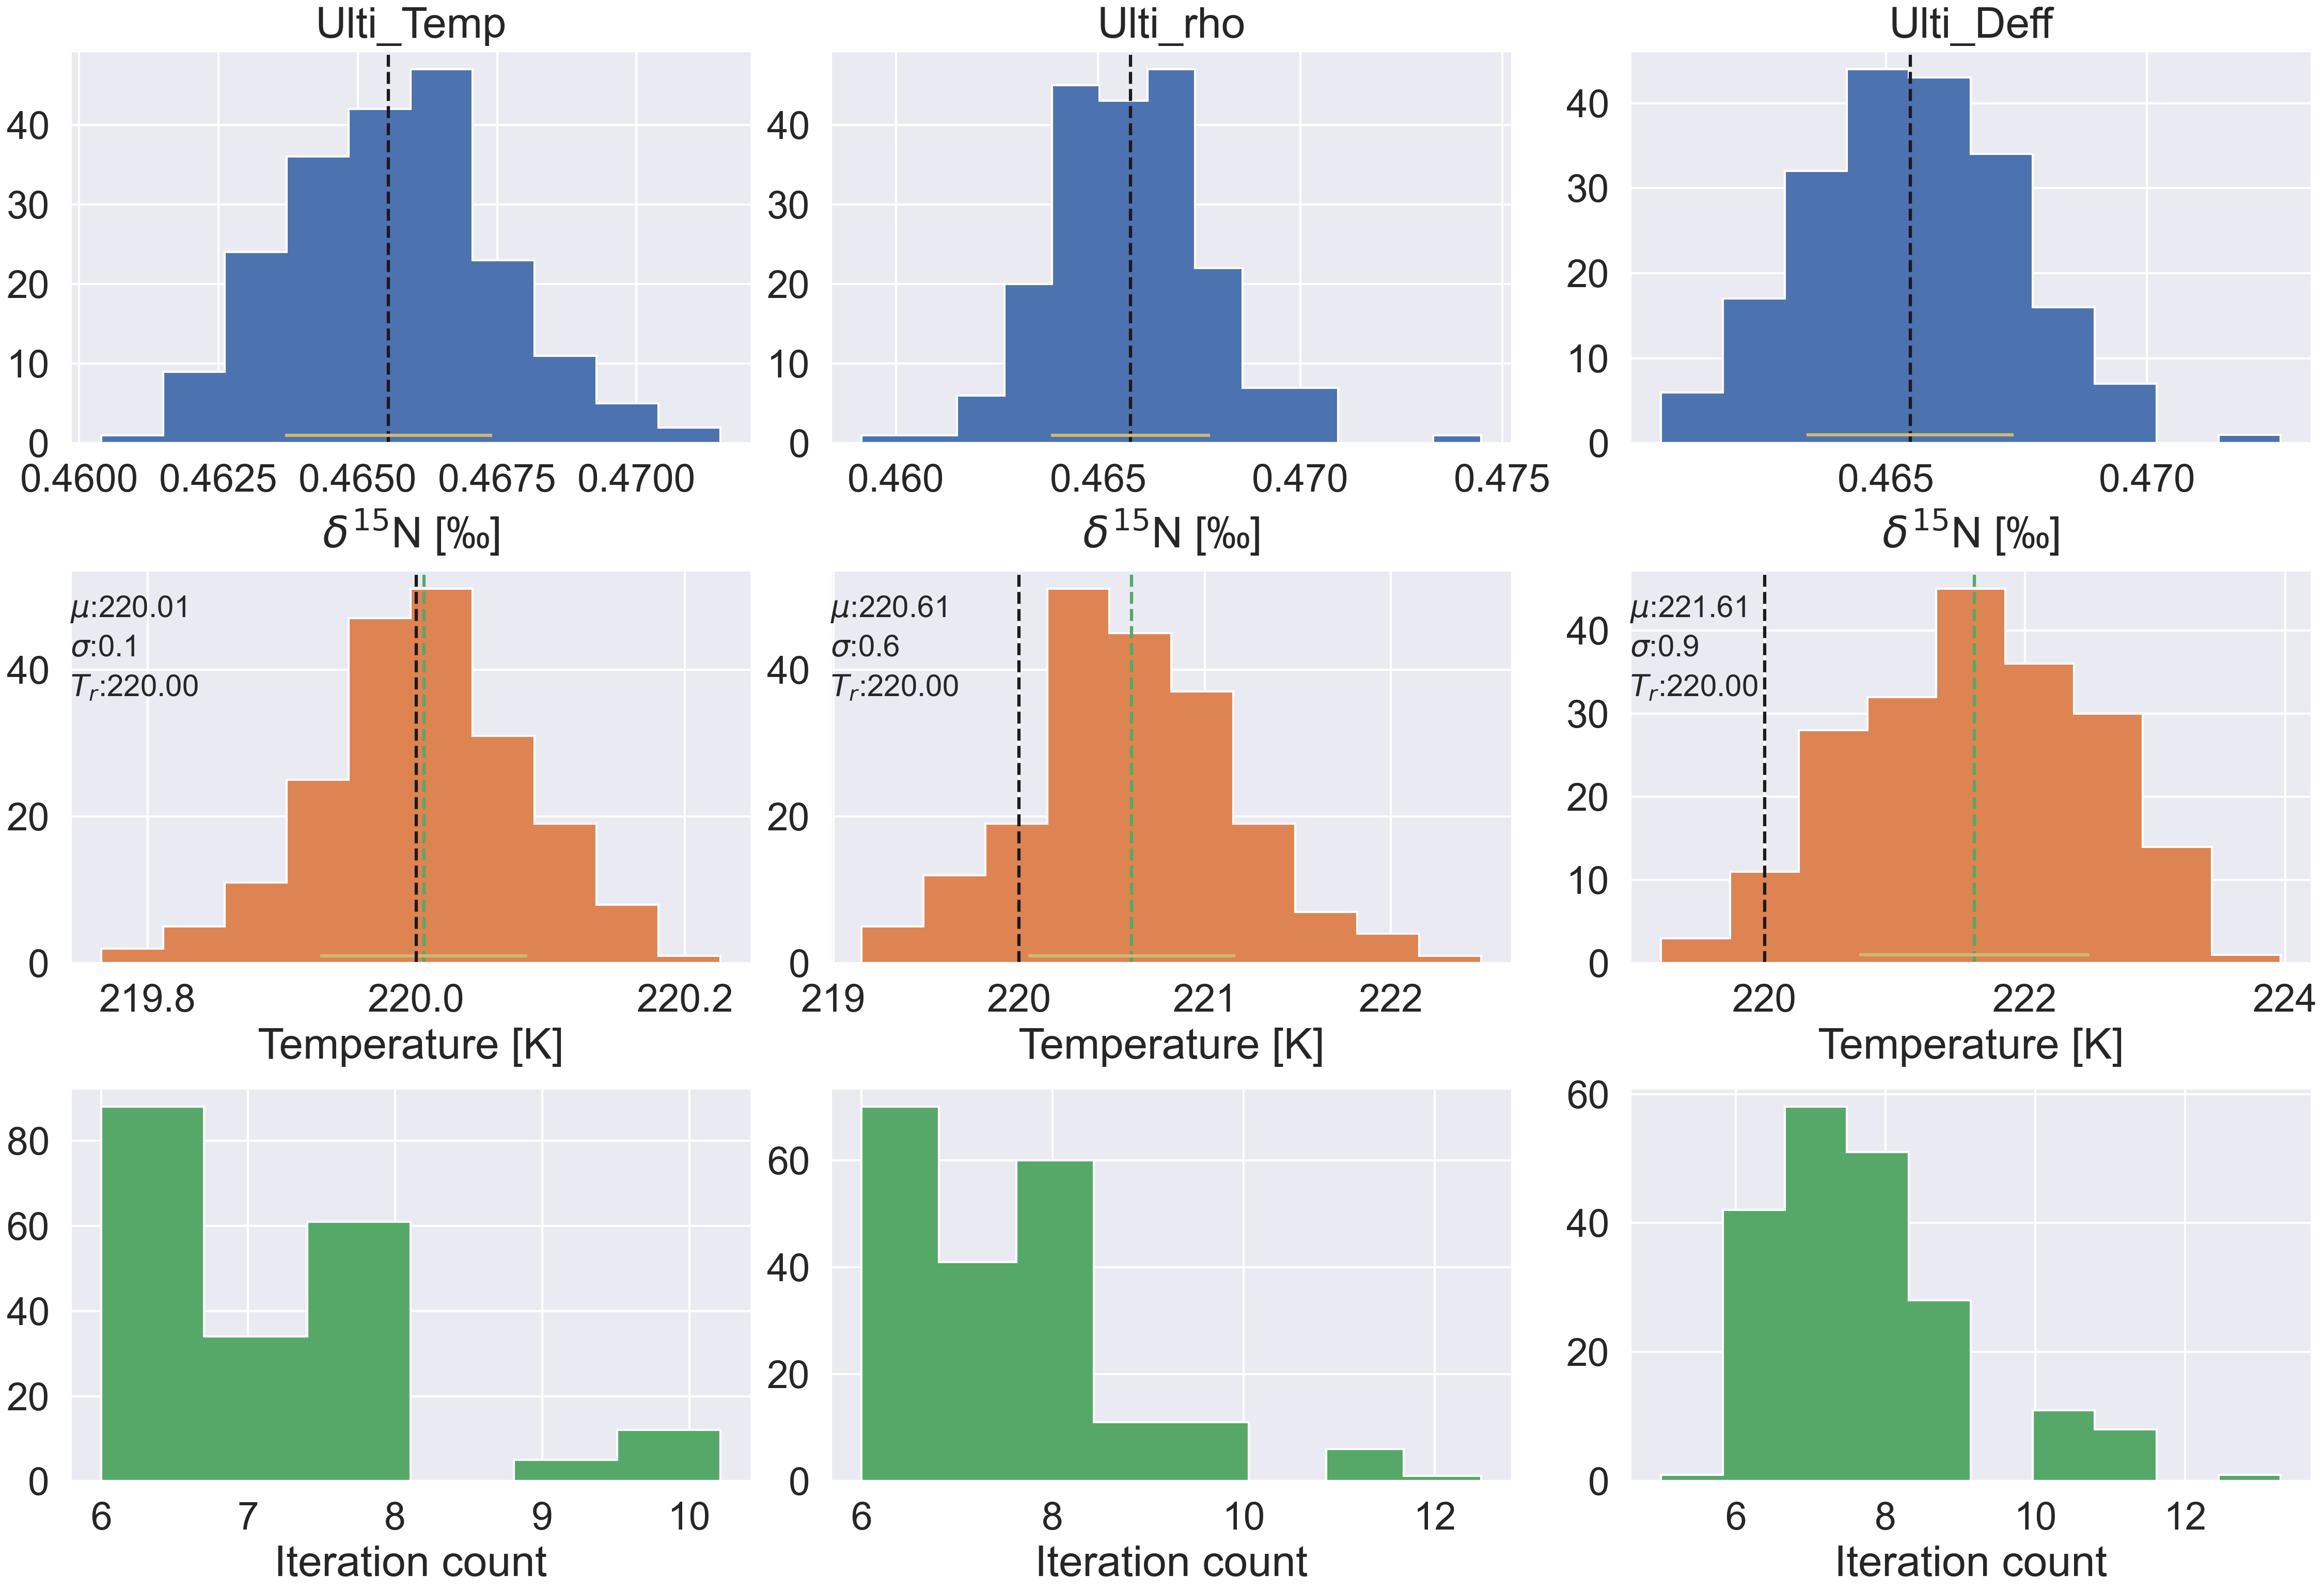 Ulti_Temp
Ulti_rho
Ulti_Deff
40
30
20
10
0
0.4600 0.4625 0.4650 0.4675 0.4700
δ¹⁵N [‰]
40
30
20
10
0
0.460 0.465 0.470 0.475
δ¹⁵N [‰]
40
30
20
10
0
0.465 0.470
δ¹⁵N [‰]
μ:220.01
σ:0.1
Tᵣ:220.00
40
20
0
219.8 220.0 220.2
Temperature [K]
μ:220.61
σ:0.6
Tᵣ:220.00
40
20
0
219 220 221 222
Temperature [K]
μ:221.61
σ:0.9
Tᵣ:220.00
40
30
20
10
0
220 222 224
Temperature [K]
80
60
40
20
0
6 7 8 9 10
Iteration count
60
40
20
0
6 8 10 12
Iteration count
60
40
20
0
6 8 10 12
Iteration count